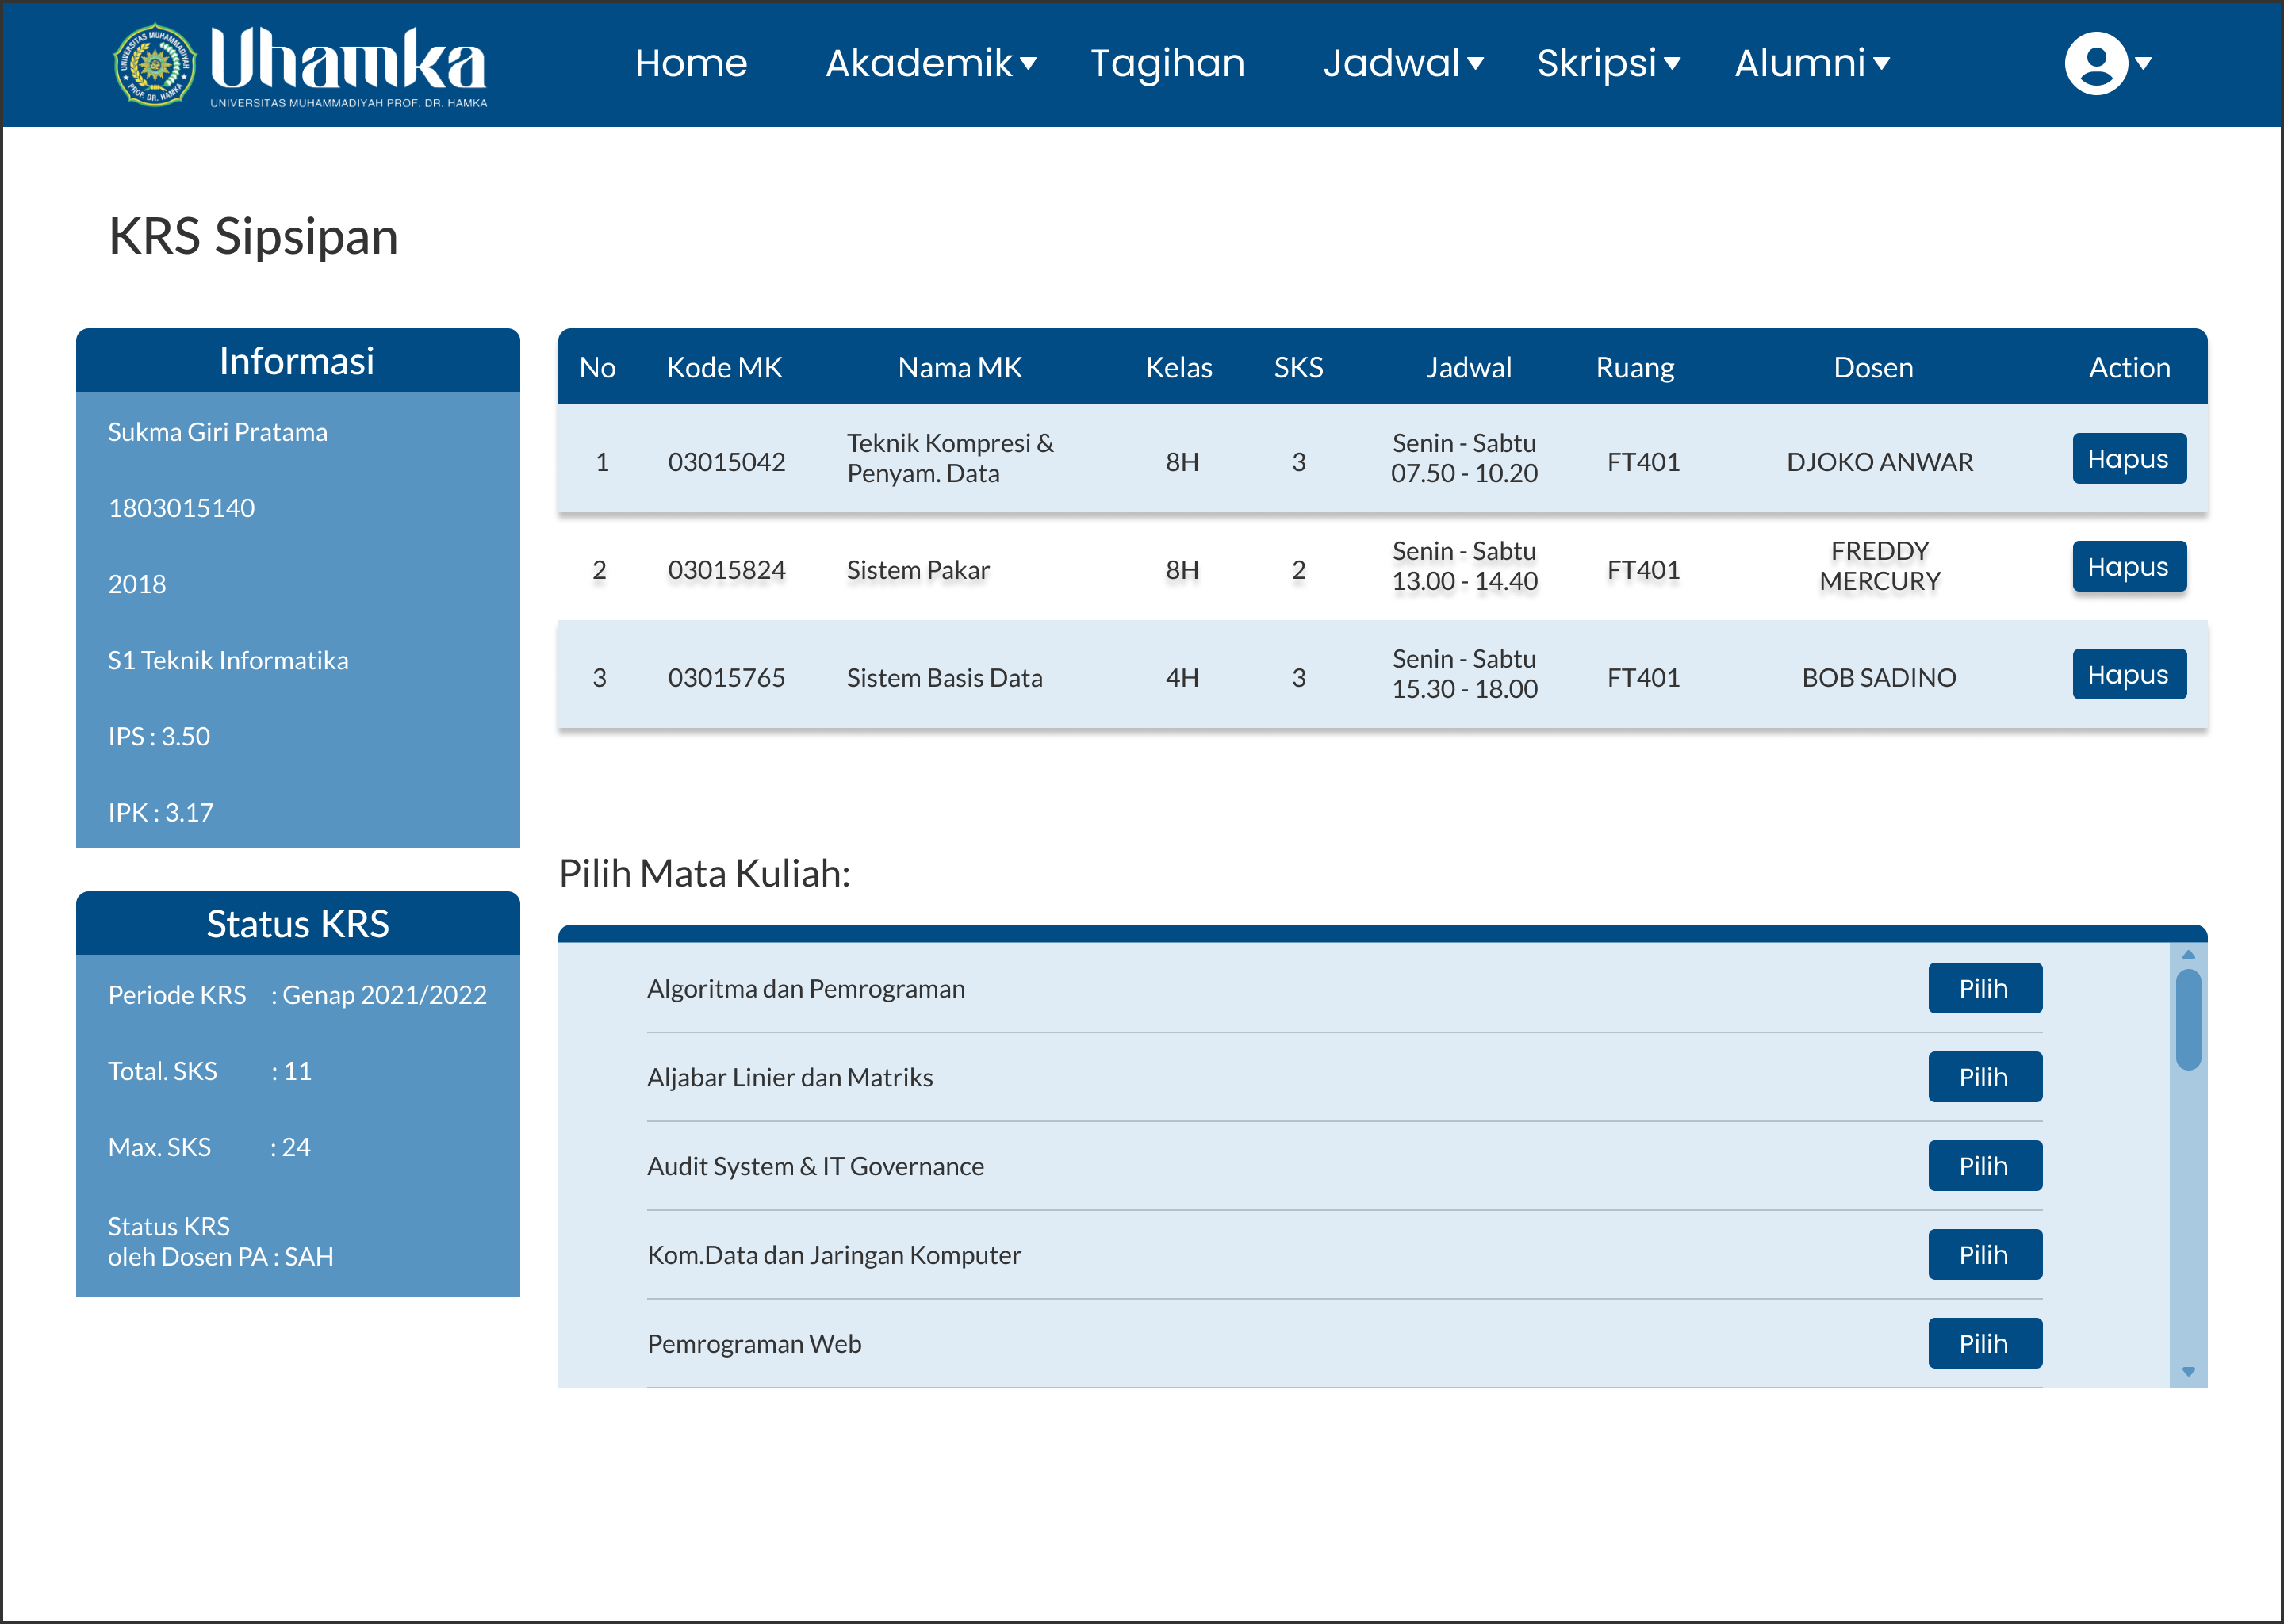 UNIVERSITAS MUHAMMADIYAH
PROF. DR. HAMKA
Uhamka
UNIVERSITAS MUHAMMADIYAH PROF. DR. HAMKA
Home Akademik Tagihan Jadwal Skripsi Alumni
KRS Sipsipan
Informasi
Sukma Giri Pratama
1803015140
2018
S1 Teknik Informatika
IPS : 3.50
IPK : 3.17
Status KRS
Periode KRS : Genap 2021/2022
Total. SKS : 11
Max. SKS : 24
Status KRS
oleh Dosen PA : SAH
No Kode MK Nama MK Kelas SKS Jadwal Ruang Dosen Action
1 03015042 Teknik Kompresi & Penyam. Data 8H 3 Senin - Sabtu 07.50 - 10.20 FT401 DJOKO ANWAR Hapus
2 03015824 Sistem Pakar 8H 2 Senin - Sabtu 13.00 - 14.40 FT401 FREDDY MERCURY Hapus
3 03015765 Sistem Basis Data 4H 3 Senin - Sabtu 15.30 - 18.00 FT401 BOB SADINO Hapus
Pilih Mata Kuliah:
Algoritma dan Pemrograman Pilih
Aljabar Linier dan Matriks Pilih
Audit System & IT Governance Pilih
Kom.Data dan Jaringan Komputer Pilih
Pemrograman Web Pilih